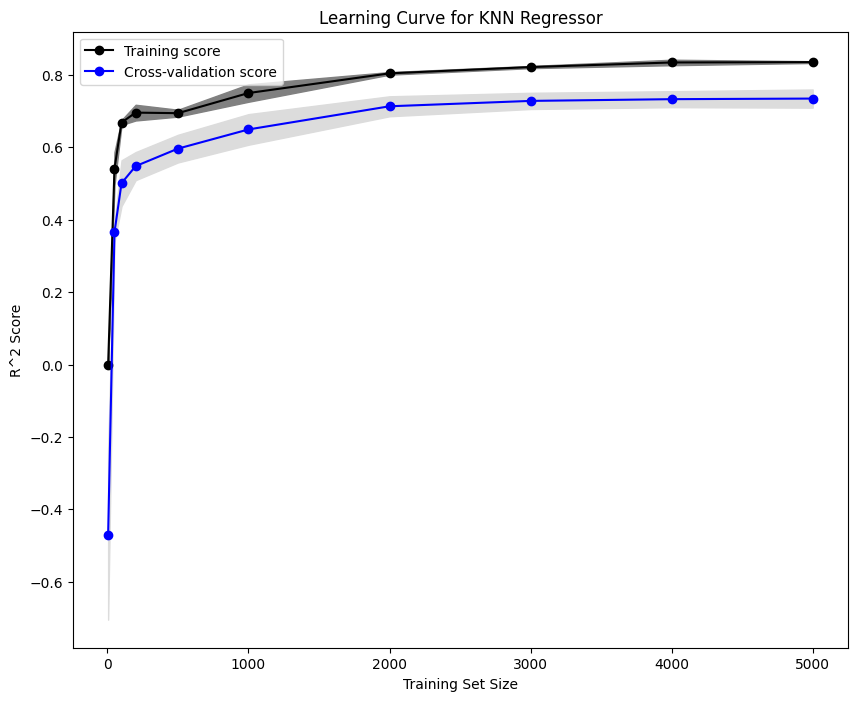 Learning Curve for KNN Regressor
Training score
Cross-validation score
R^2 Score
0.8
0.6
0.4
0.2
0.0
−0.2
−0.4
−0.6
0
1000
2000
3000
4000
5000
Training Set Size